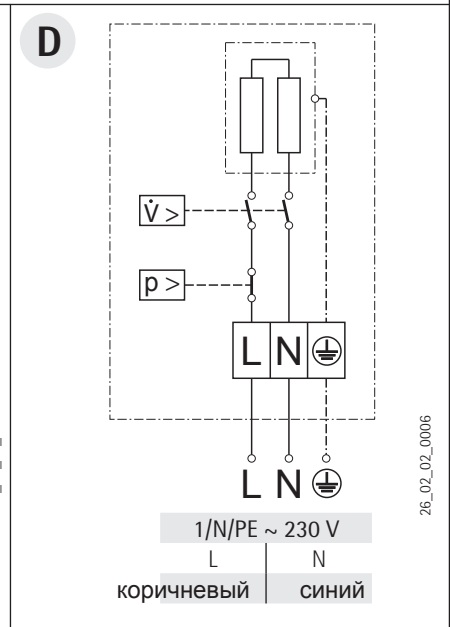 D
V̇ >
p >
L N
L N
1/N/PE ~ 230 V
L N
коричневый синий
26_02_02_0006